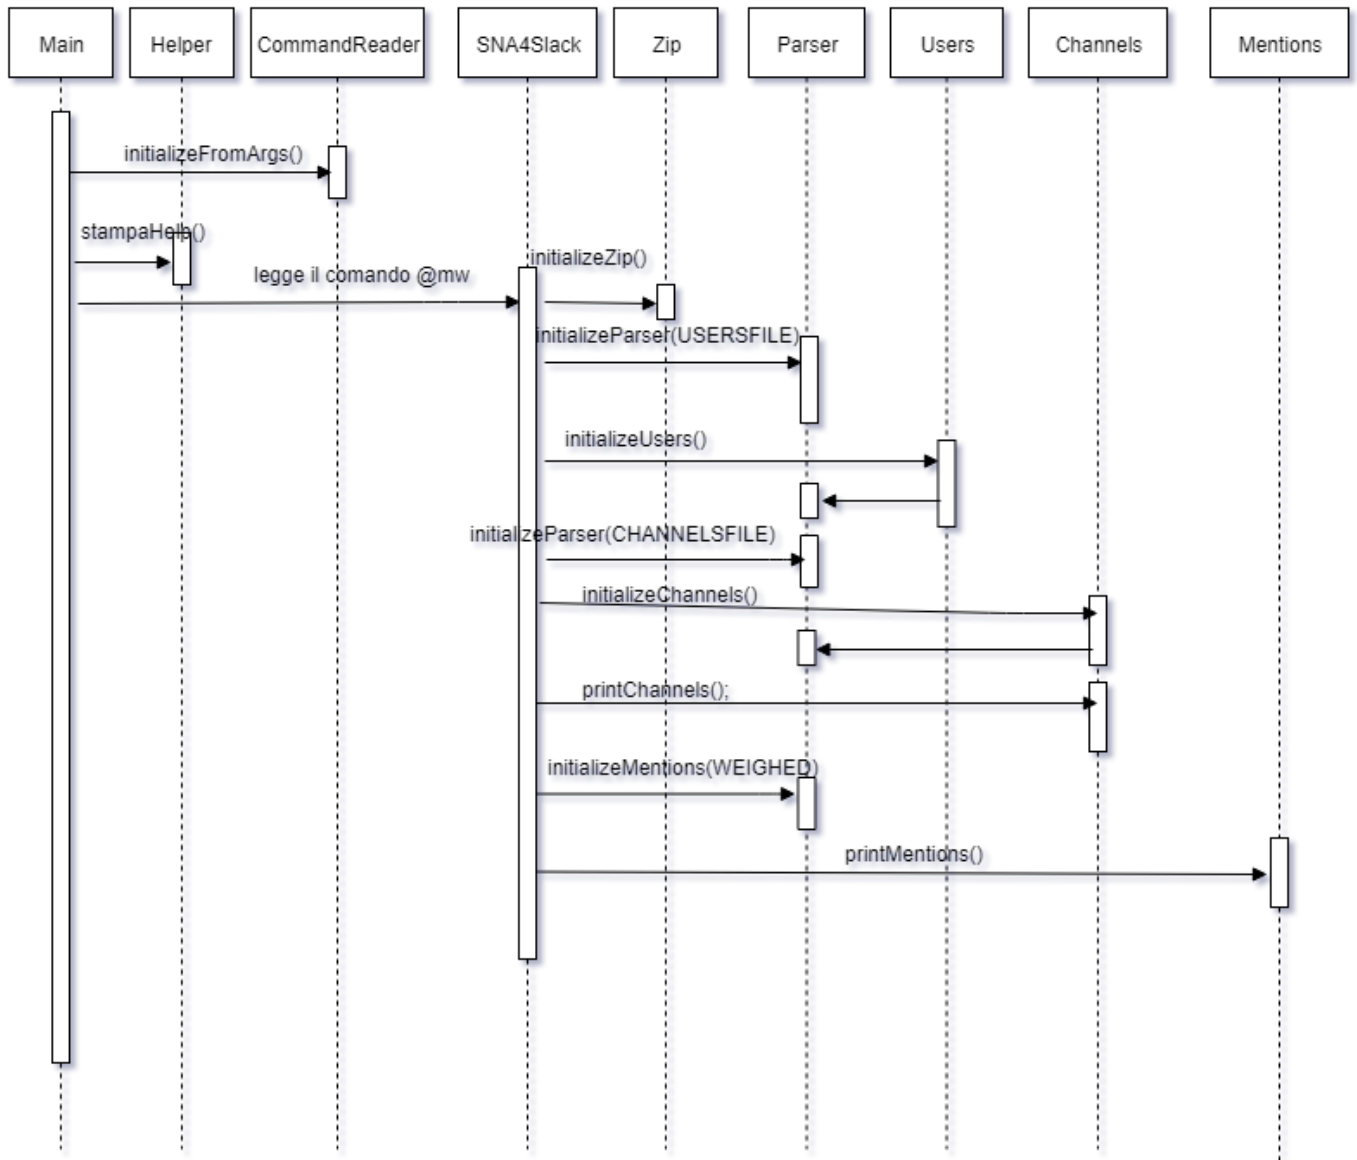 Main
Helper
CommandReader
SNA4Slack
Zip
Parser
Users
Channels
Mentions
initializeFromArgs()
stampaHelp()
initializeZip()
legge il comando @mw
initializeParser(USERSFILE)
initializeUsers()
initializeParser(CHANNELSFILE)
initializeChannels()
printChannels();
initializeMentions(WEIGHED)
printMentions()